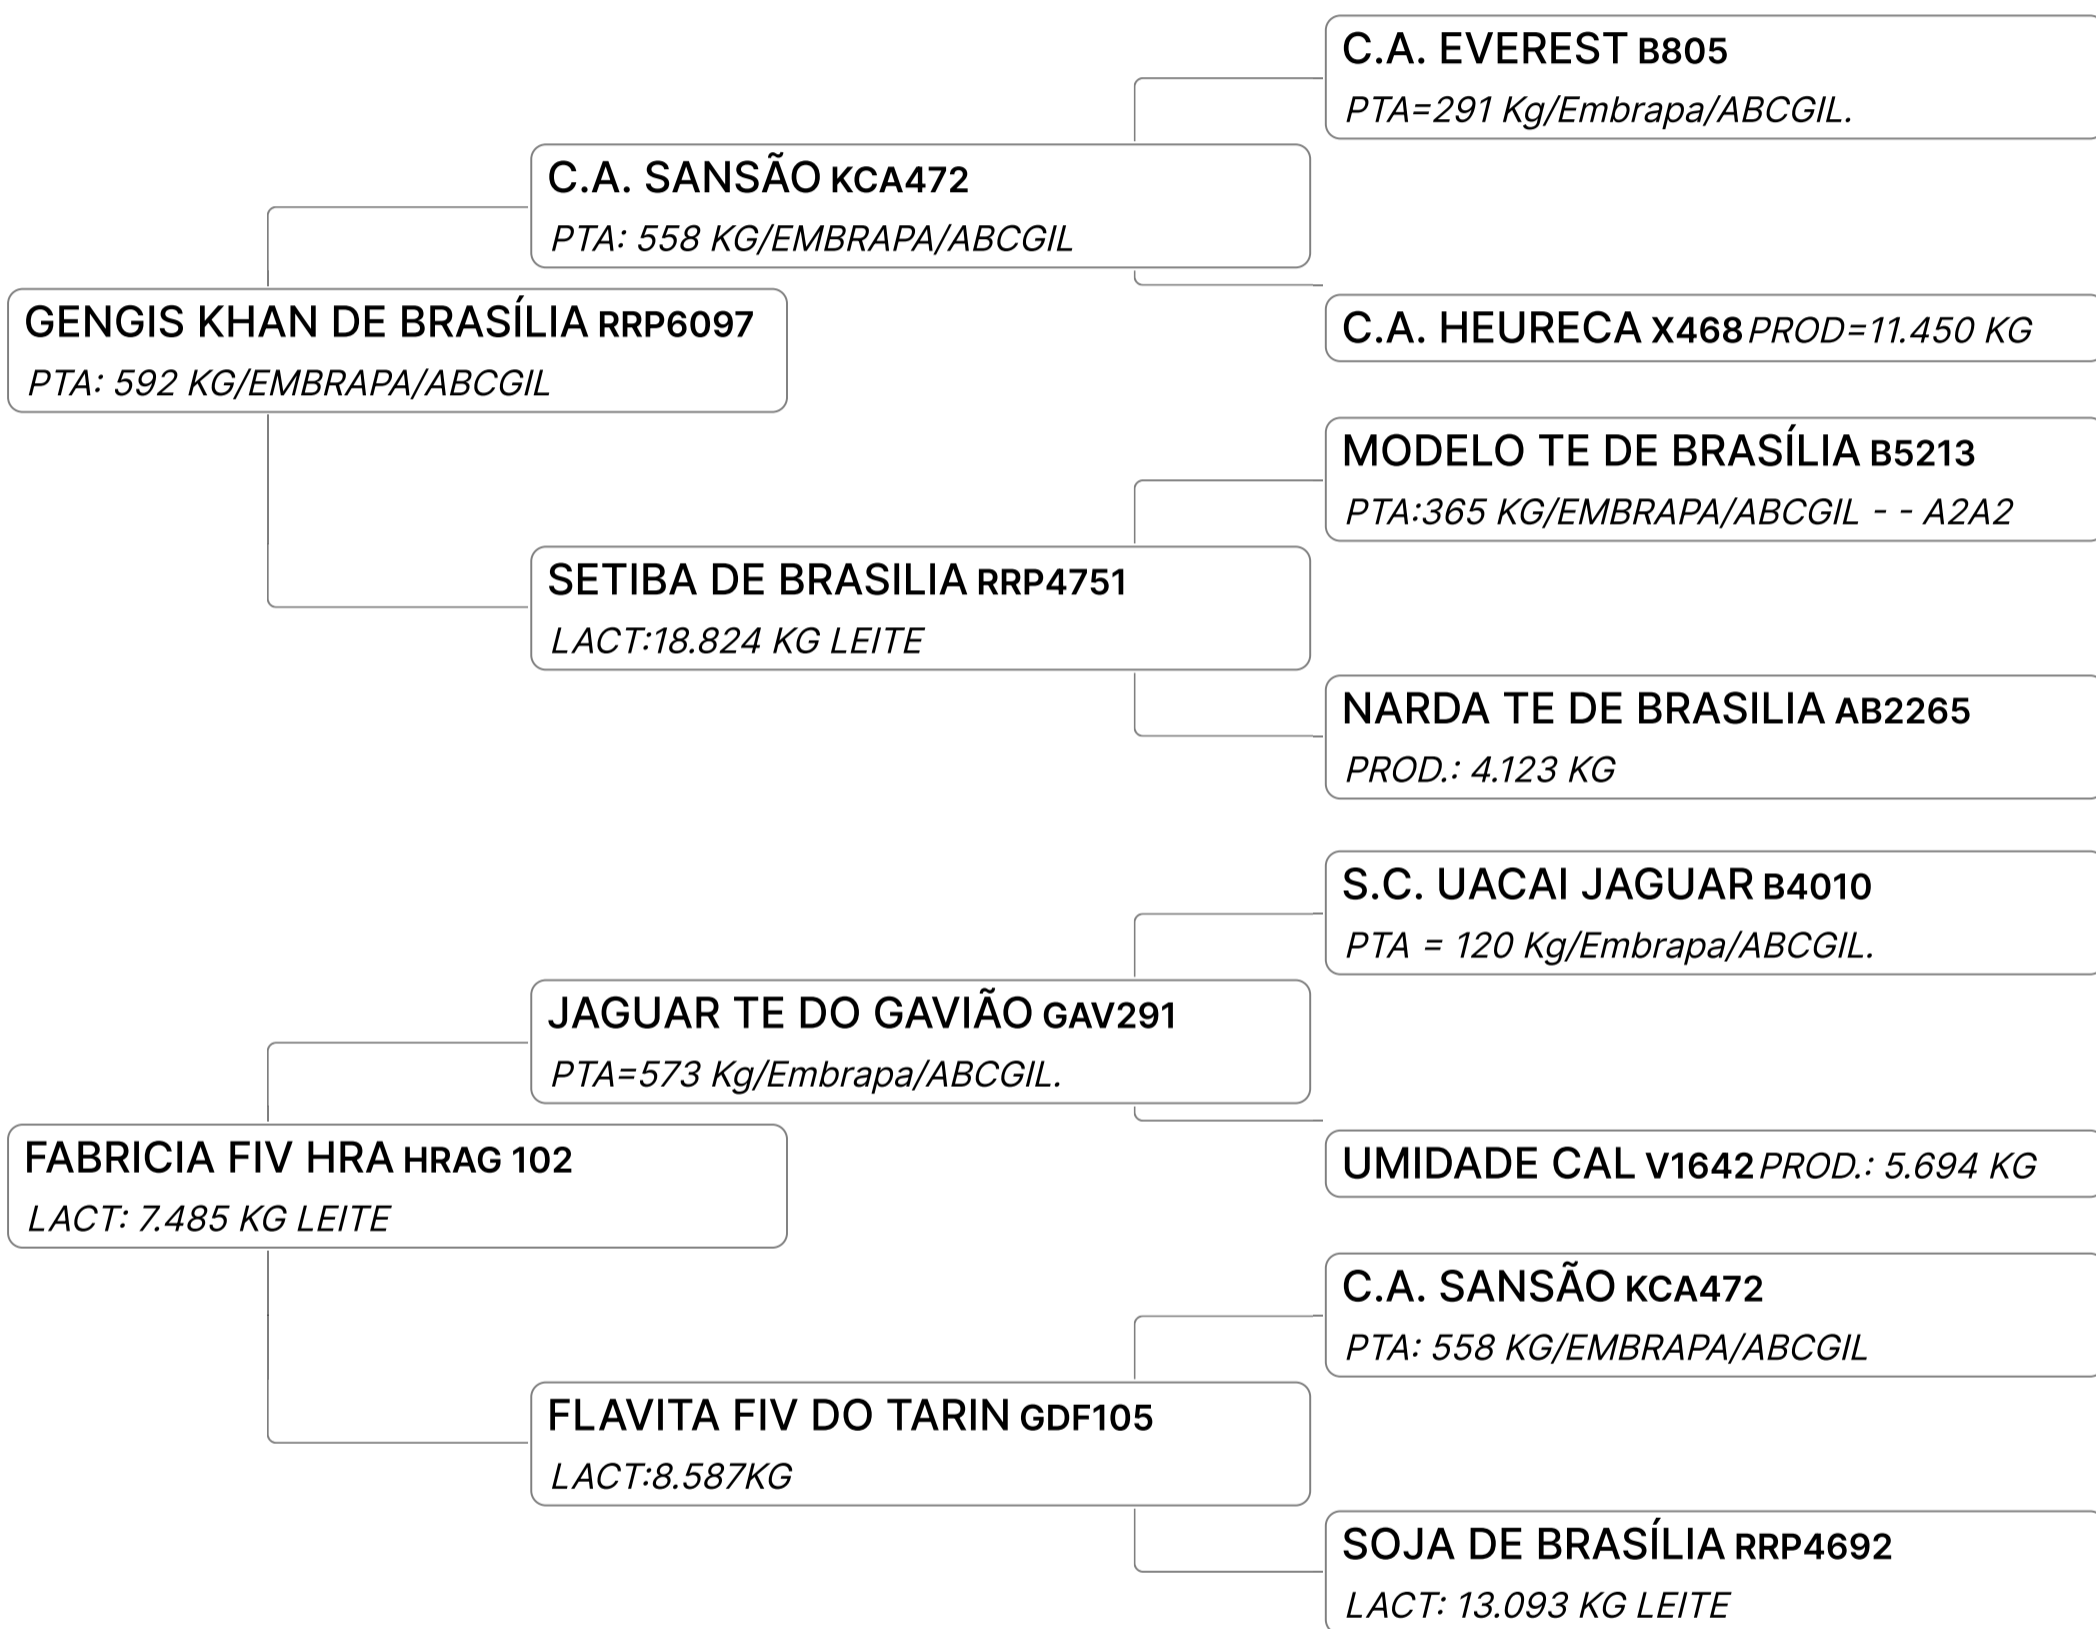 C.A. EVEREST B805
PTA=291 Kg/Embrapa/ABCGIL.
C.A. SANSÃO KCA472
PTA: 558 KG/EMBRAPA/ABCGIL
GENGIS KHAN DE BRASÍLIA RRP6097
PTA: 592 KG/EMBRAPA/ABCGIL
C.A. HEURECA X468 PROD=11.450 KG
MODELO TE DE BRASÍLIA B5213
PTA:365 KG/EMBRAPA/ABCGIL - - A2A2
SETIBA DE BRASILIA RRP4751
LACT:18.824 KG LEITE
NARDA TE DE BRASILIA AB2265
PROD.: 4.123 KG
S.C. UACAI JAGUAR B4010
PTA = 120 Kg/Embrapa/ABCGIL.
JAGUAR TE DO GAVIÃO GAV291
PTA=573 Kg/Embrapa/ABCGIL.
FABRICIA FIV HRA HRAG 102
LACT: 7.485 KG LEITE
UMIDADE CAL V1642 PROD.: 5.694 KG
C.A. SANSÃO KCA472
PTA: 558 KG/EMBRAPA/ABCGIL
FLAVITA FIV DO TARIN GDF105
LACT:8.587KG
SOJA DE BRASÍLIA RRP4692
LACT: 13.093 KG LEITE